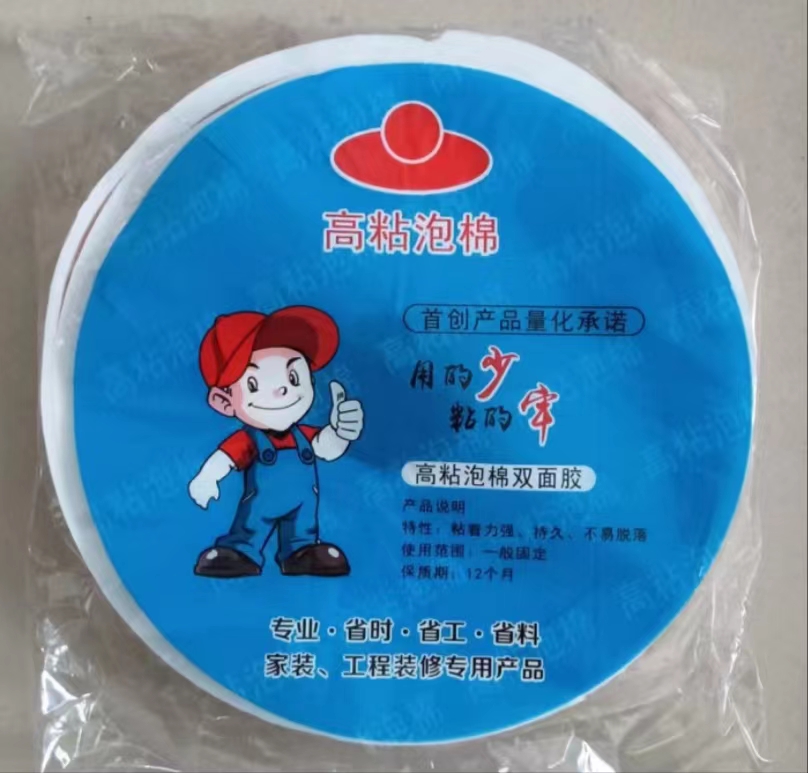 高粘泡棉
首创产品量化承诺
用的少
粘的牢
高粘泡棉双面胶
产品说明
特性：粘着力强、持久、不易脱落
使用范围：一般固定
保质期：12个月
专业·省时·省工·省料
家装、工程装修专用产品